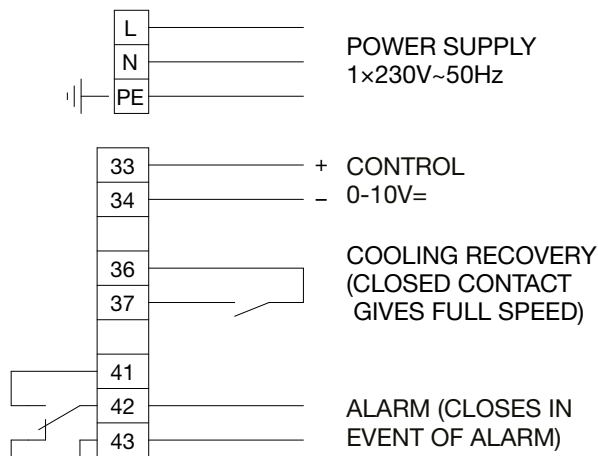 L
N
PE
POWER SUPPLY
1×230V~50Hz
33
34
+ CONTROL
– 0-10V=
36
37
COOLING RECOVERY
(CLOSED CONTACT
GIVES FULL SPEED)
41
42
43
ALARM (CLOSES IN
EVENT OF ALARM)